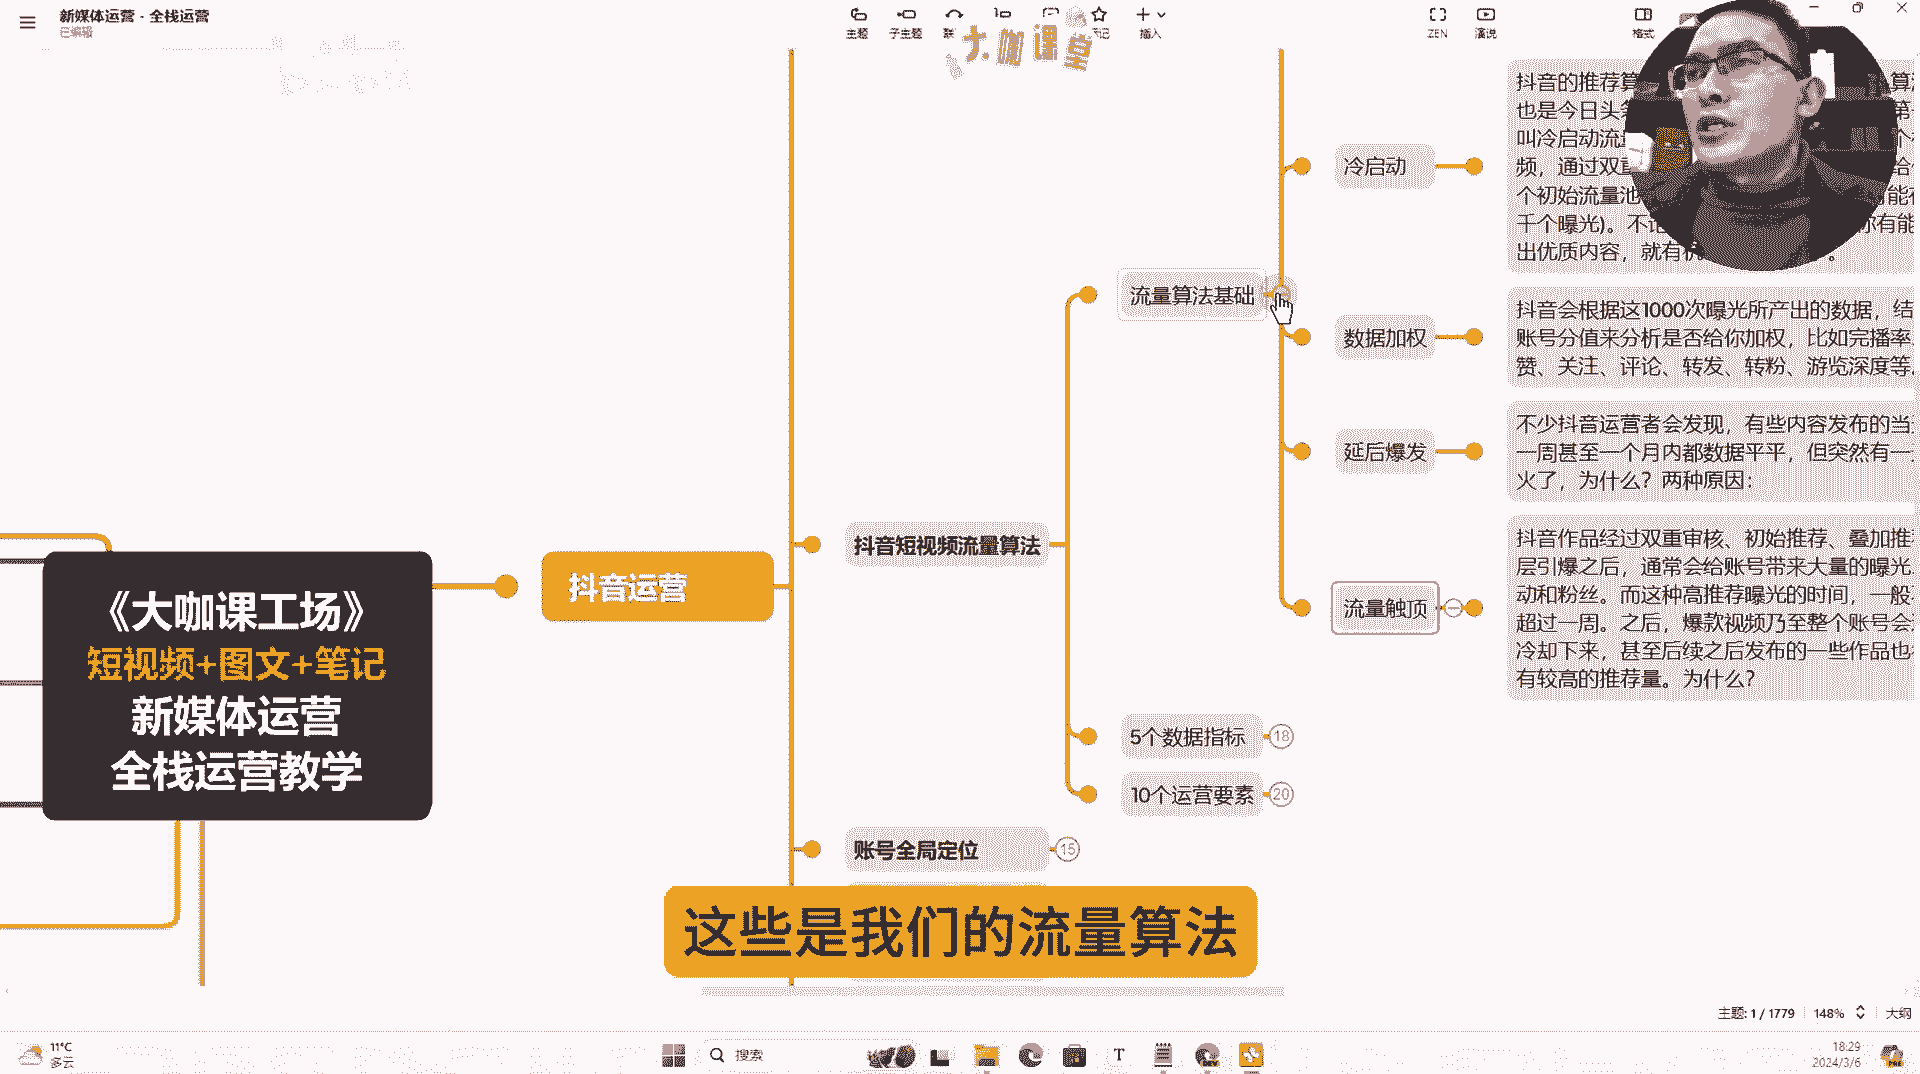 新媒体运营 - 全栈运营
已编辑
主题
子主题
联
笔记
插入
ZEN
演说
格式
大咖课堂
抖音的推荐算
也是今日头条
叫冷启动流量
频，通过双重
个初始流量池
千个曝光)。不论
出优质内容，就有机
冷启动
流量算法基础
抖音会根据这1000次曝光所产出的数据，结
账号分值来分析是否给你加权，比如完播率
赞、关注、评论、转发、转粉、游览深度等
数据加权
不少抖音运营者会发现，有些内容发布的当
一周甚至一个月内都数据平平，但突然有一
火了，为什么？两种原因：
延后爆发
抖音短视频流量算法
抖音作品经过双重审核、初始推荐、叠加推
层引爆之后，通常会给账号带来大量的曝光
动和粉丝。而这种高推荐曝光的时间，一般
超过一周。之后，爆款视频乃至整个账号会
冷却下来，甚至后续之后发布的一些作品也
有较高的推荐量。为什么？
流量触顶
抖音运营
《大咖课工场》
短视频+图文+笔记
新媒体运营
全栈运营教学
5个数据指标
18
10个运营要素
20
账号全局定位
15
这些是我们的流量算法
主题: 1 / 1779
148%
大纲
11°C
多云
搜索
18:29
2024/3/6